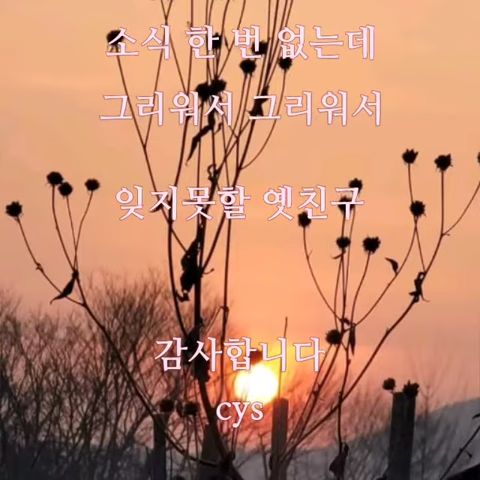 소식 한 번 없는데
그리워서 그리워서
잊지못할 옛친구
감사합니다
cys